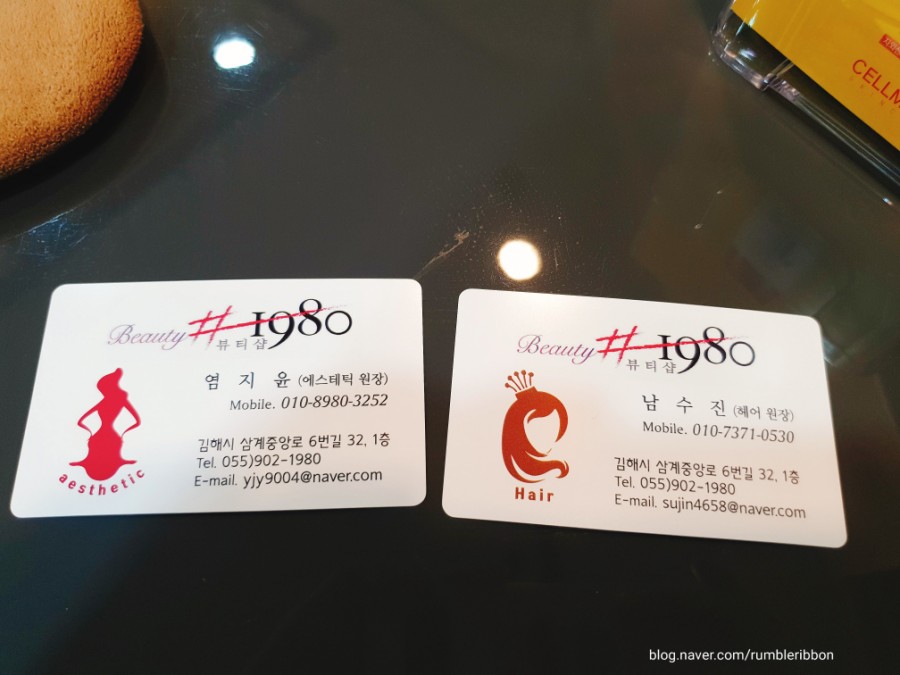 Beauty #1980
뷰티샵
염 지 윤 (에스테틱 원장)
Mobile. 010-8980-3252
김해시 삼계중앙로 6번길 32, 1층
Tel. 055)902-1980
E-mail. yjy9004@naver.com
aesthetic
Beauty #1980
뷰티샵
남 수 진 (헤어 원장)
Mobile. 010-7371-0530
김해시 삼계중앙로 6번길 32, 1층
Tel. 055)902-1980
E-mail. sujin4658@naver.com
Hair
blog.naver.com/rumbleribbon